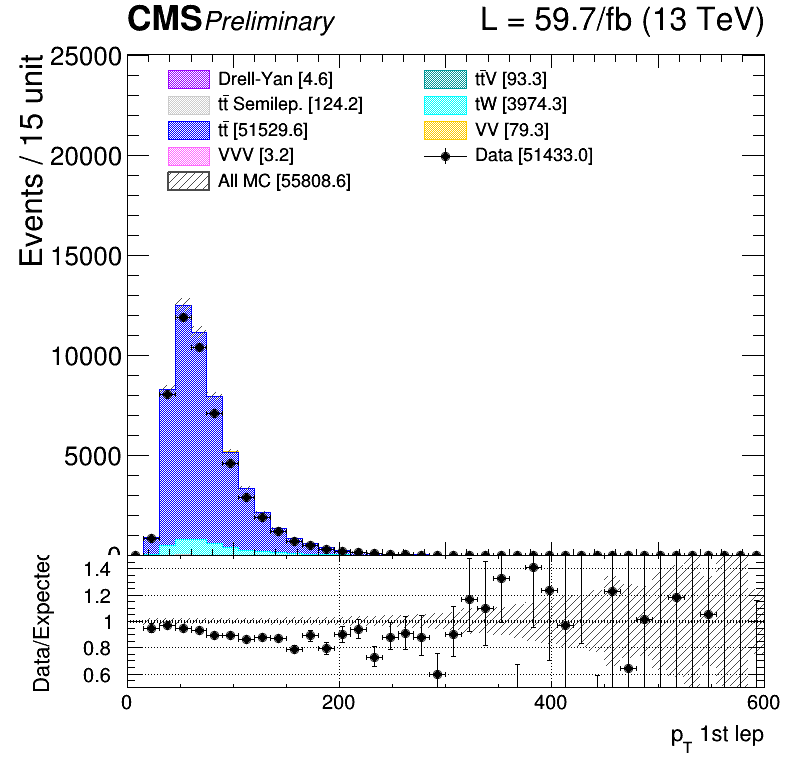 CMS Preliminary L = 59.7/fb (13 TeV)
Events / 15 unit
25000
20000
15000
10000
5000
0
Drell-Yan [4.6]
tt̄ Semilep. [124.2]
tt̄ [51529.6]
VVV [3.2]
All MC [55808.6]
tt̄V [93.3]
tW [3974.3]
VV [79.3]
Data [51433.0]
Data/Expected
1.4
1.2
1
0.8
0.6
0 200 400 600
p_T 1st lep